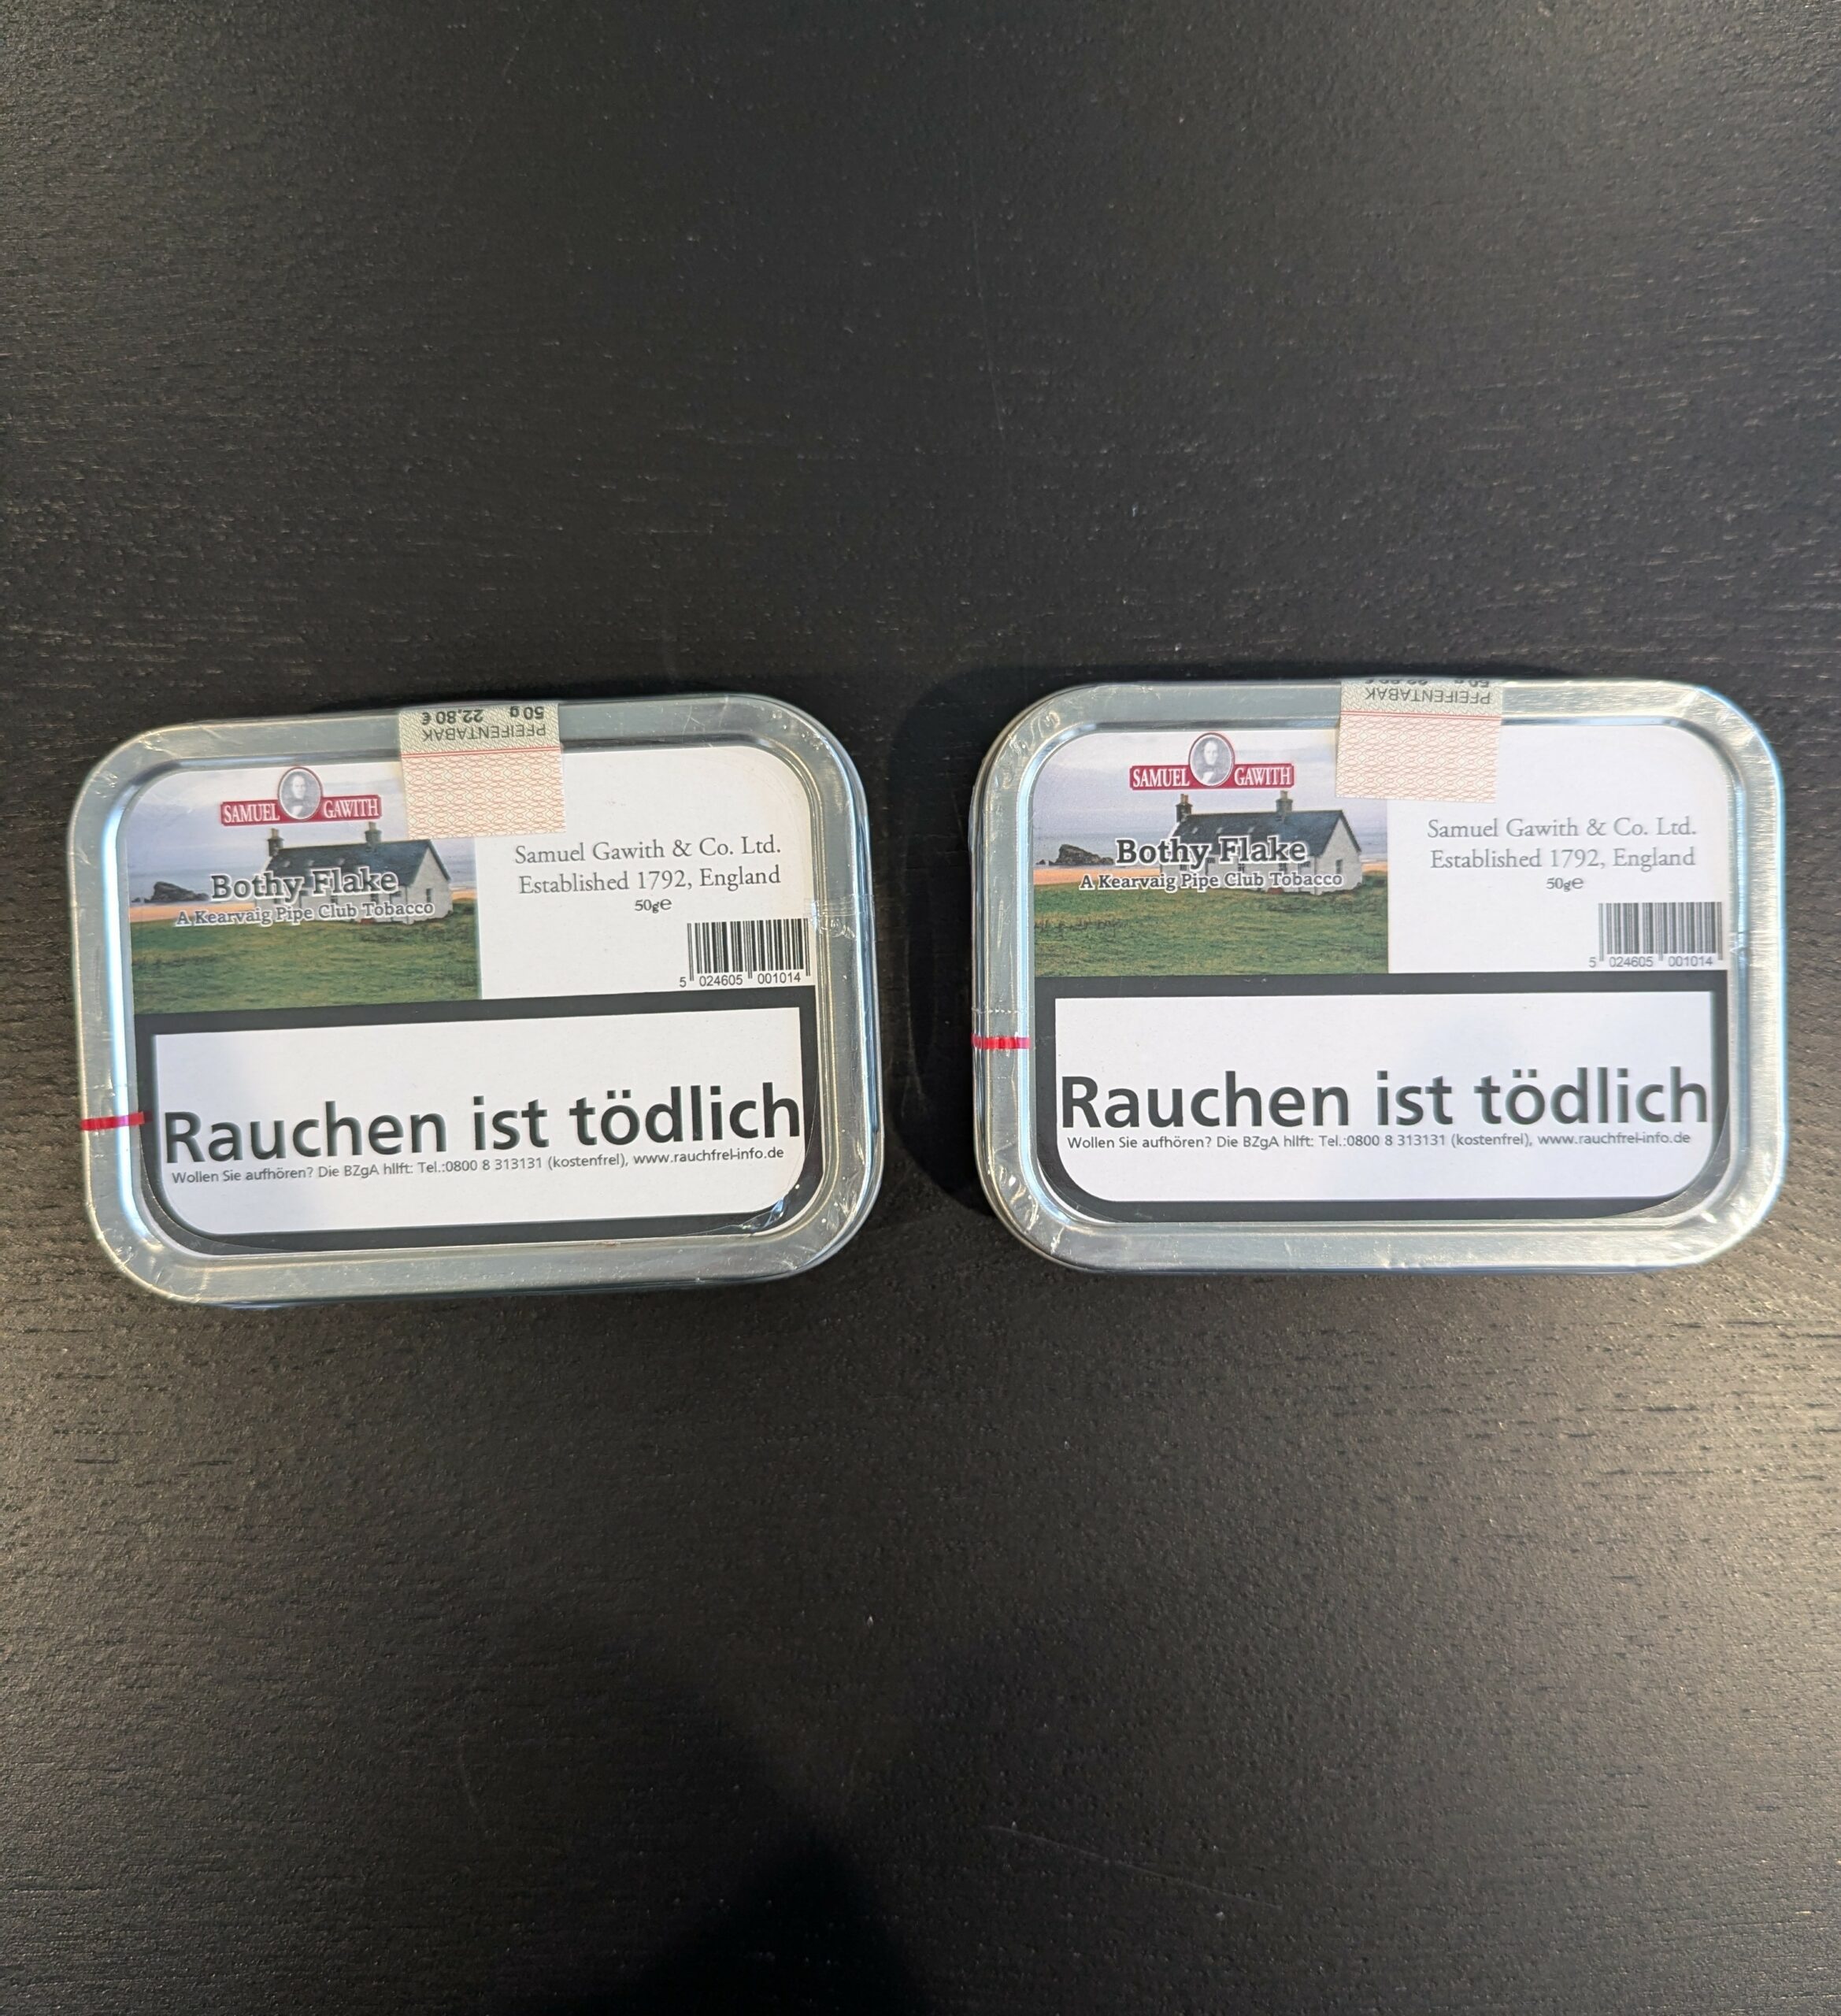 50 g 22,80 €
PFEIFENTABAK
SAMUEL GAWITH
Bothy Flake
A Kearvaig Pipe Club Tobacco
Samuel Gawith & Co. Ltd.
Established 1792, England
50g℮
5 024605 001014
Rauchen ist tödlich
Wollen Sie aufhören? Die BZgA hilft: Tel.:0800 8 313131 (kostenfrei), www.rauchfrei-info.de
50 g
PFEIFENTABAK
SAMUEL GAWITH
Bothy Flake
A Kearvaig Pipe Club Tobacco
Samuel Gawith & Co. Ltd.
Established 1792, England
50g℮
5 024605 001014
Rauchen ist tödlich
Wollen Sie aufhören? Die BZgA hilft: Tel.:0800 8 313131 (kostenfrei), www.rauchfrei-info.de